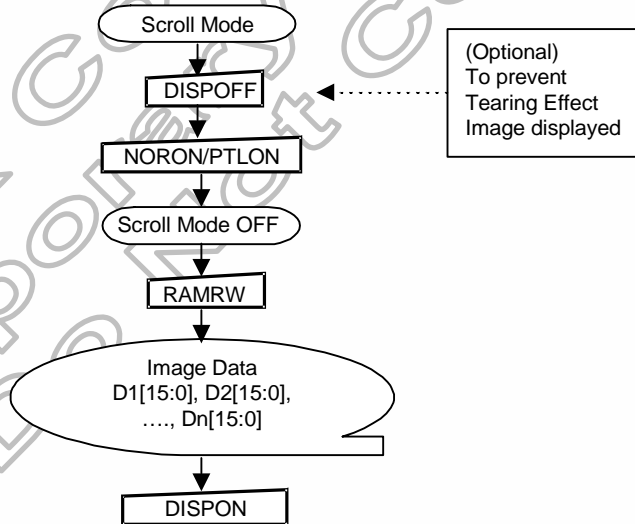 Scroll Mode
DISPOFF
(Optional)
To prevent
Tearing Effect
Image displayed
NORON/PTLON
Scroll Mode OFF
RAMRW
Image Data
D1[15:0], D2[15:0],
...., Dn[15:0]
DISPON